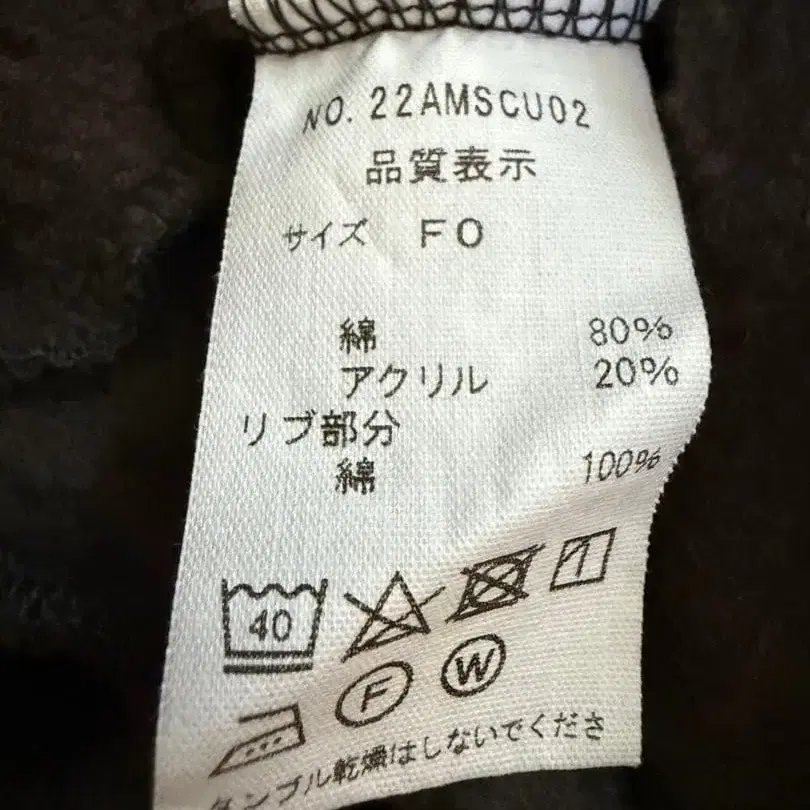 NO. 22AMSCU02
品質表示
サイズ FO
綿 80%
アクリル 20%
リブ部分
綿 100%
40
F W
タンブル乾燥はしないでくださ